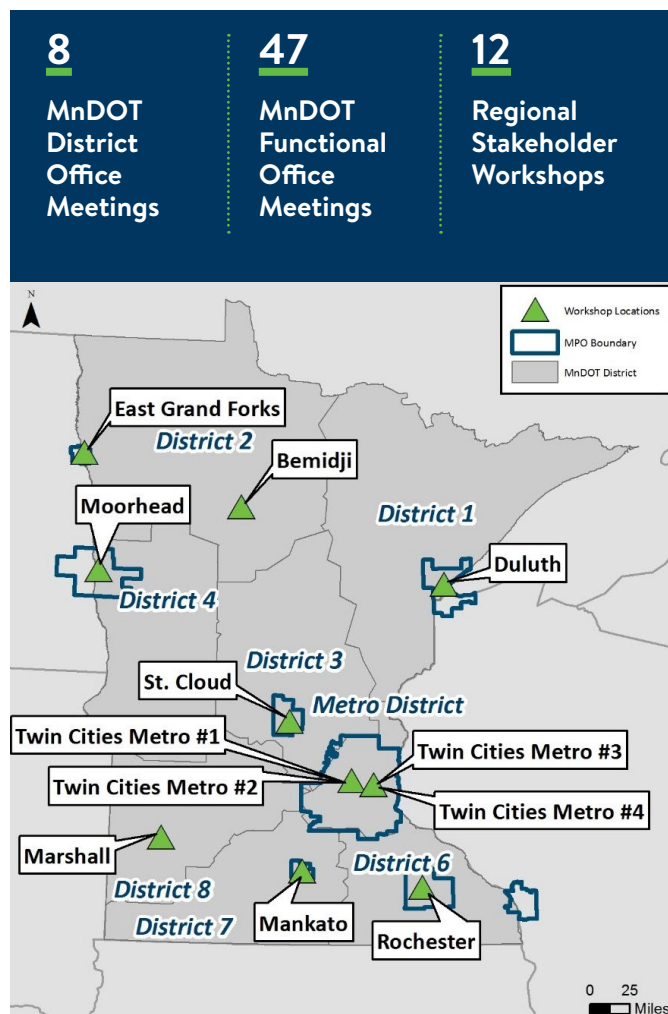 8
MnDOT
District
Office
Meetings
47
MnDOT
Functional
Office
Meetings
12
Regional
Stakeholder
Workshops
N
Workshop Locations
MPO Boundary
MnDOT District
East Grand Forks
District 2
Bemidji
Moorhead
District 1
Duluth
District 4
District 3
St. Cloud
Metro District
Twin Cities Metro #1
Twin Cities Metro #3
Twin Cities Metro #2
Twin Cities Metro #4
Marshall
District 6
District 8
Mankato
District 7
Rochester
0 25
Miles